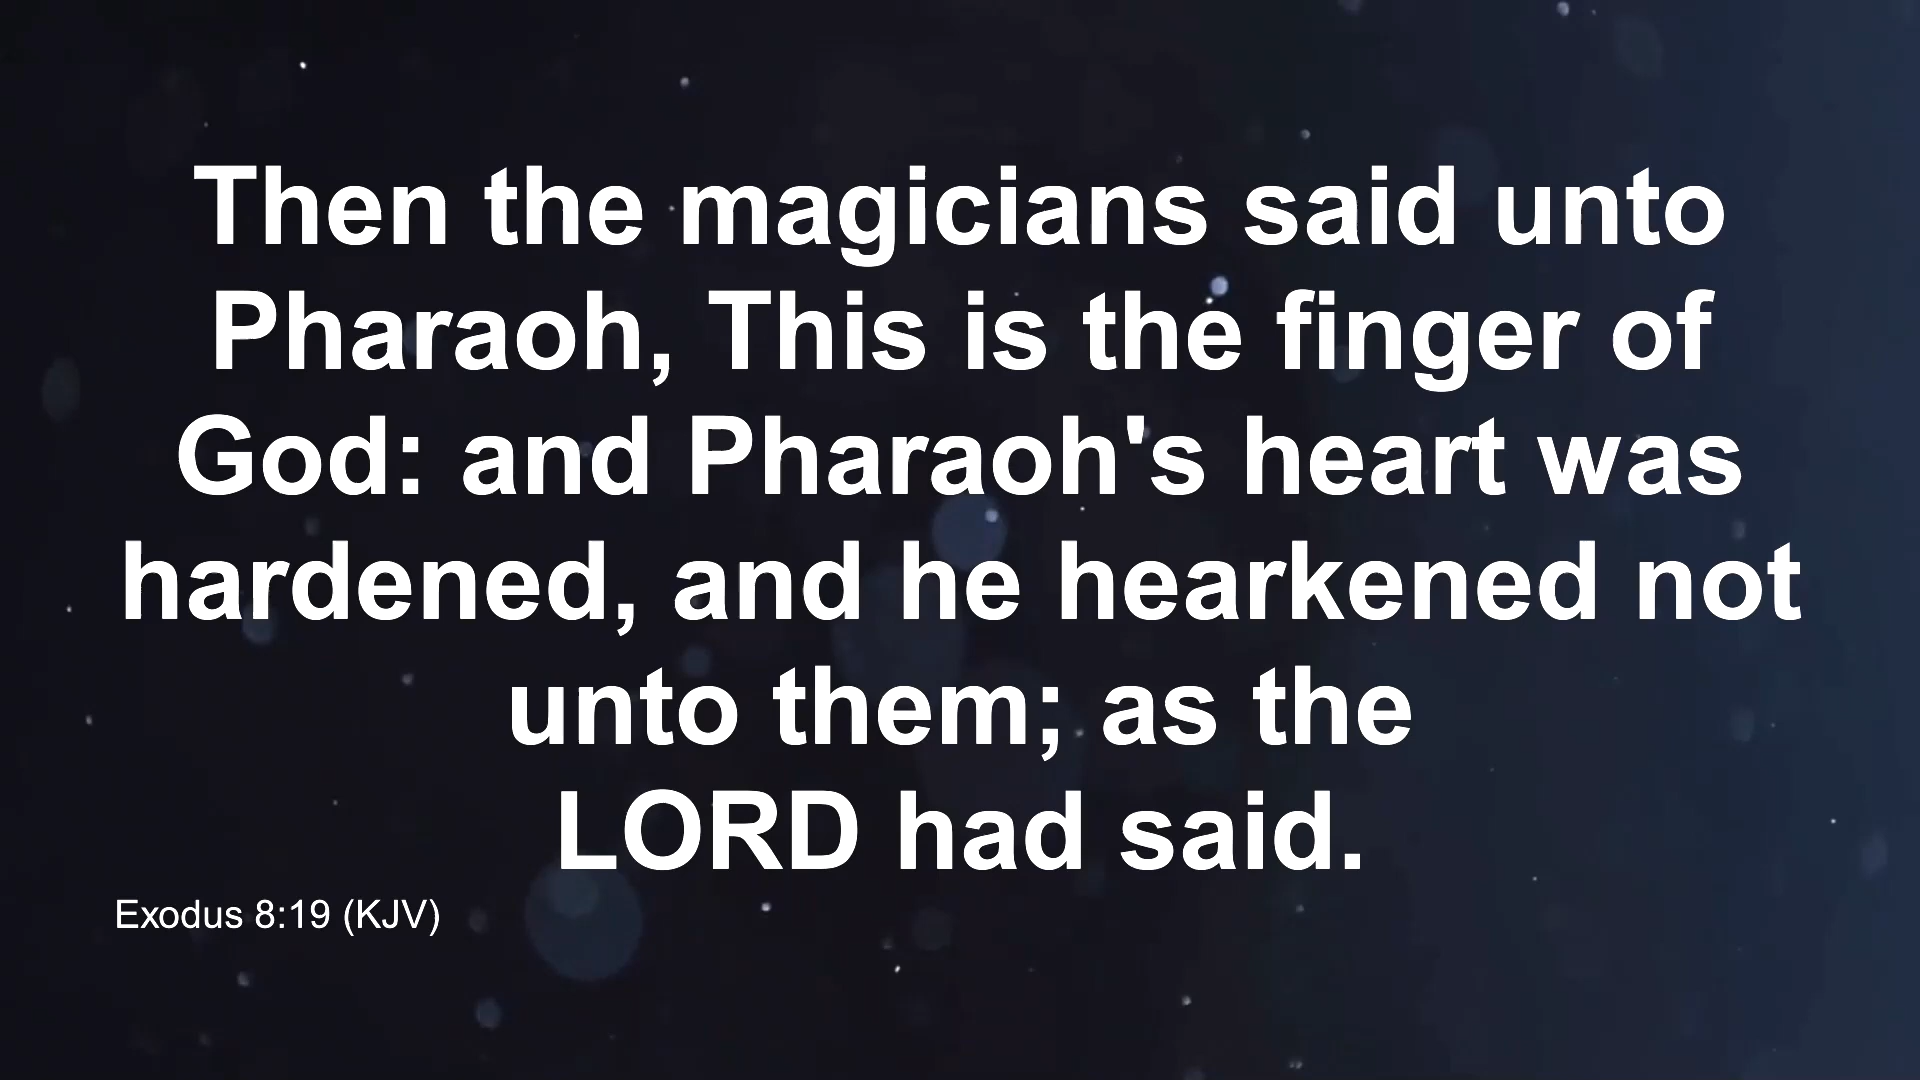 Then the magicians said unto
Pharaoh, This is the finger of
God: and Pharaoh's heart was
hardened, and he hearkened not
unto them; as the
LORD had said.
Exodus 8:19 (KJV)